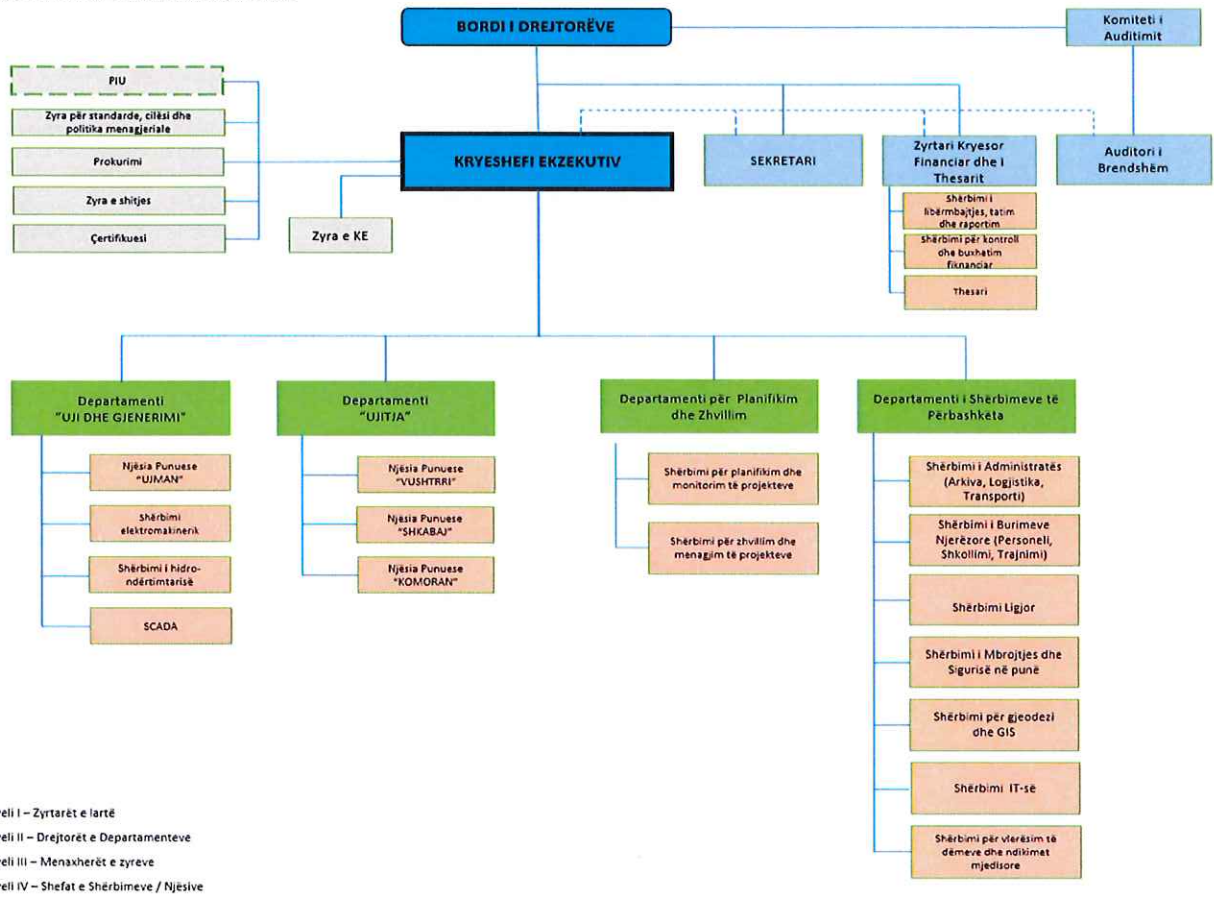 BORDI I DREJTORËVE
Komiteti i
Auditimit
PIU
Zyra për standarde, cilësi dhe
politika menagjeriale
Prokurimi
Zyra e shitjes
Çertifikuesi
KRYESHEFI EKZEKUTIV
Zyra e KE
SEKRETARI
Zyrtari Kryesor
Financiar dhe i
Thesarit
Shërbimi i
libërmbajtjes, tatim
dhe raportim
Shërbimi për kontroll
dhe buxhetim
fiknanciar
Thesari
Auditori i
Brendshëm
Departamenti
"UJI DHE GJENERIMI"
Njësia Punuese
"UJMAN"
Shërbimi
elektromakinerik
Shërbimi i hidro-
ndërtimtarisë
SCADA
Departamenti
"UJITJA"
Njësia Punuese
"VUSHTRRI"
Njësia Punuese
"SHKABAJ"
Njësia Punuese
"KOMORAN"
Departamenti për Planifikim
dhe Zhvillim
Shërbimi për planifikim dhe
monitorim të projekteve
Shërbimi për zhvillim dhe
menagjim të projekteve
Departamenti i Shërbimeve të
Përbashkëta
Shërbimi i Administratës
(Arkiva, Logjistika,
Transporti)
Shërbimi i Burimeve
Njerëzore (Personeli,
Shkollimi, Trajnimi)
Shërbimi Ligjor
Shërbimi i Mbrojtjes dhe
Sigurisë në punë
Shërbimi për gjeodezi
dhe GIS
Shërbimi IT-së
Shërbimi për vlerësim të
dëmeve dhe ndikimet
mjedisore
veli I – Zyrtarët e lartë
veli II – Drejtorët e Departamenteve
veli III – Menaxherët e zyreve
veli IV – Shefat e Shërbimeve / Njësive